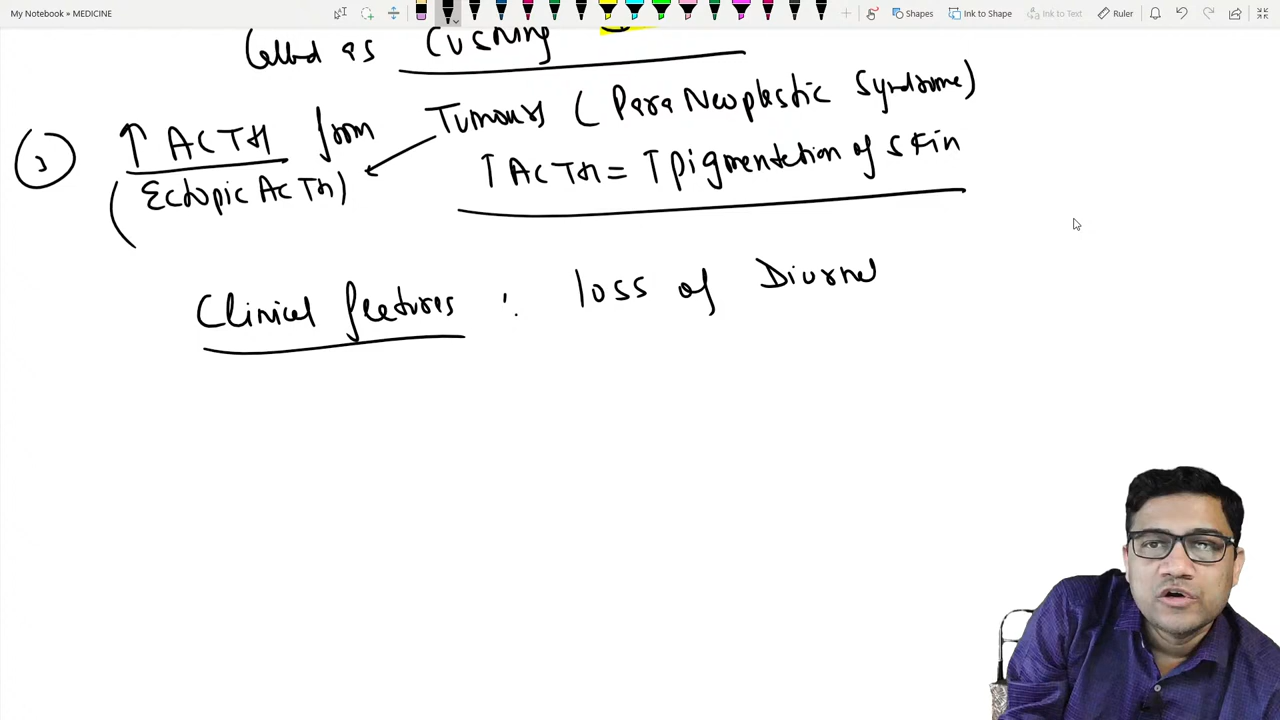 My Notebook » MEDICINE
Shapes
Ink to Shape
Ink to Text
Ruler
Called as Cushing
3 ↑ ACTH from Tumours (Para Neoplastic Syndrome)
(Ectopic ACTH)
↑ ACTH = ↑ pigmentation of skin
Clinical features : loss of Diurnal